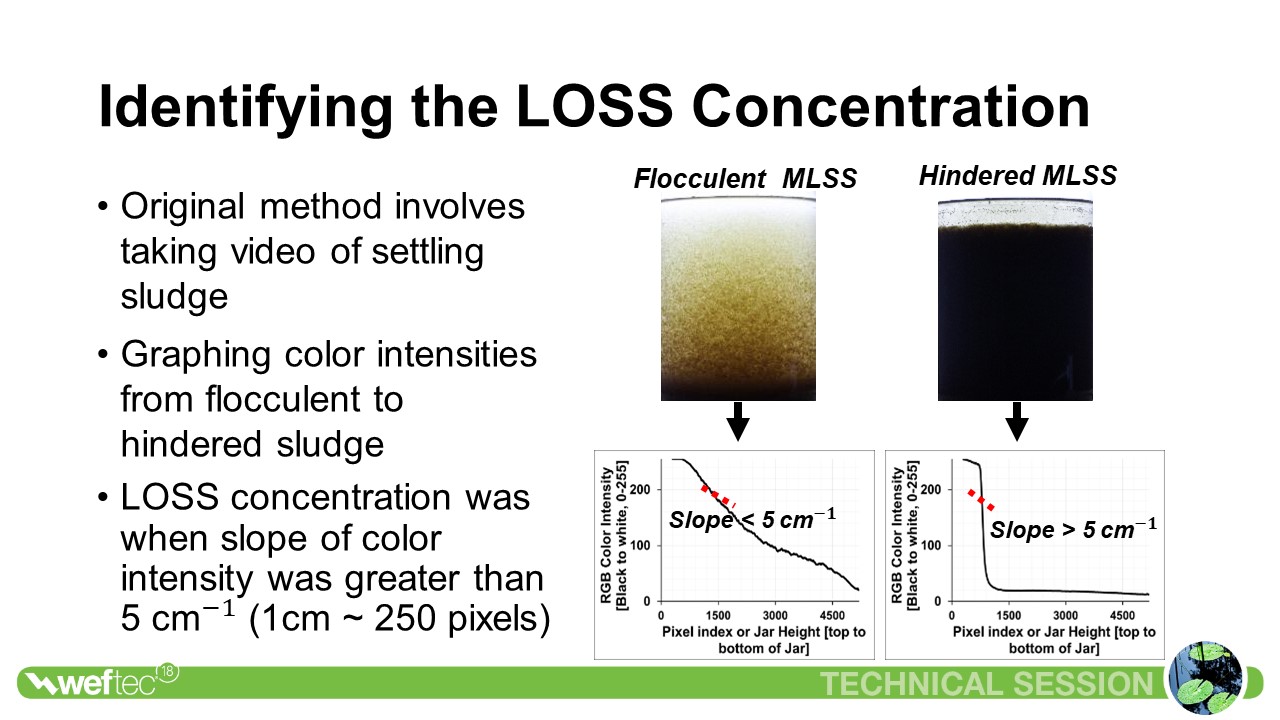 Identifying the LOSS Concentration
• Original method involves
taking video of settling
sludge
• Graphing color intensities
from flocculent to
hindered sludge
• LOSS concentration was
when slope of color
intensity was greater than
5 cm⁻¹ (1cm ~ 250 pixels)
Flocculent MLSS
Hindered MLSS
RGB Color Intensity
[Black to white, 0-255]
200
100
0
Slope < 5 cm⁻¹
0 1500 3000 4500
Pixel index or Jar Height [top to
bottom of Jar]
RGB Color Intensity
[Black to white, 0-255]
200
100
0
Slope > 5 cm⁻¹
0 1500 3000 4500
Pixel index or Jar Height [top to
bottom of Jar]
weftec 18
TECHNICAL SESSION